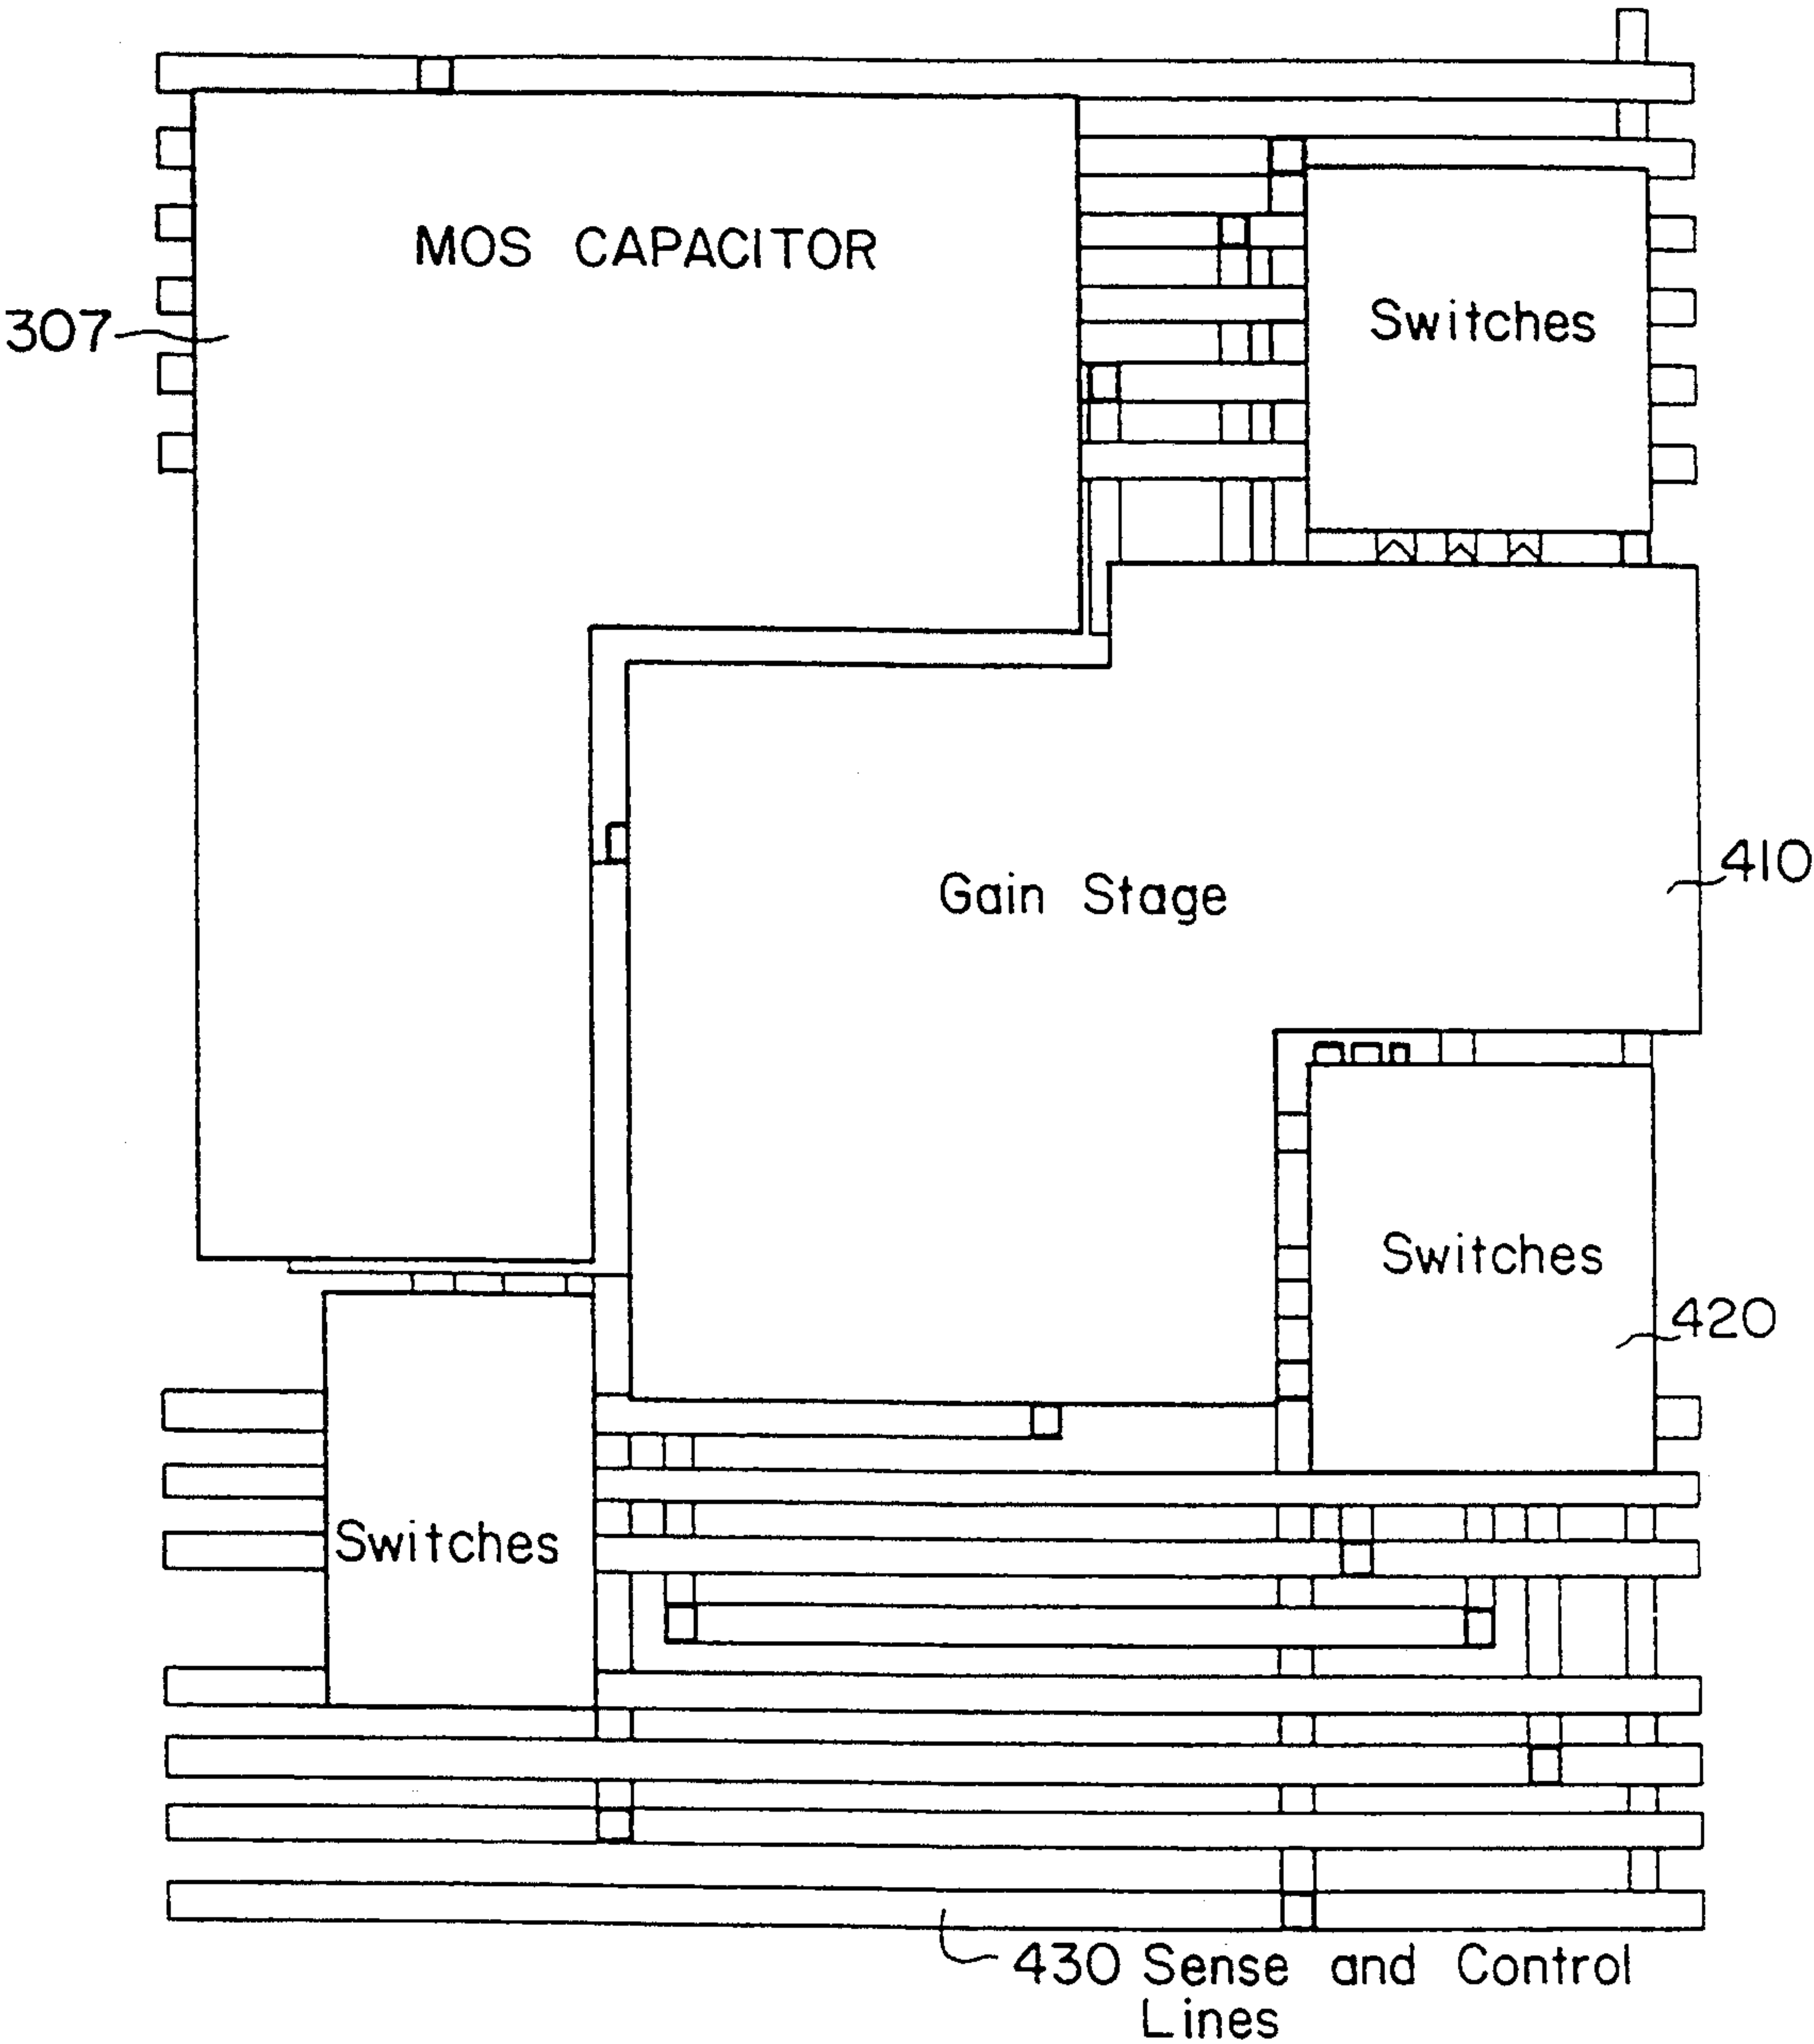 MOS CAPACITOR
307
Switches
410
Gain Stage
Switches
420
Switches
430 Sense and Control
Lines